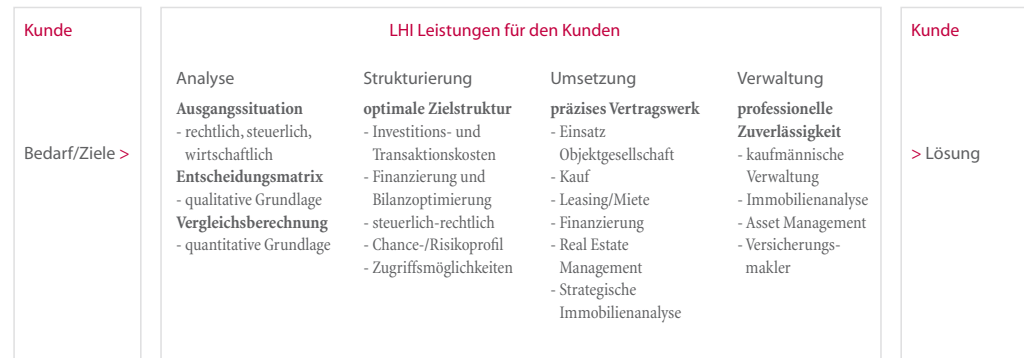 Kunde
Bedarf/Ziele >
LHI Leistungen für den Kunden
Analyse
Ausgangssituation
- rechtlich, steuerlich,
wirtschaftlich
Entscheidungsmatrix
- qualitative Grundlage
Vergleichsberechnung
- quantitative Grundlage
Strukturierung
optimale Zielstruktur
- Investitions- und
Transaktionskosten
- Finanzierung und
Bilanzoptimierung
- steuerlich-rechtlich
- Chance-/Risikoprofil
- Zugriffsmöglichkeiten
Umsetzung
präzises Vertragswerk
- Einsatz
Objektgesellschaft
- Kauf
- Leasing/Miete
- Finanzierung
- Real Estate
Management
- Strategische
Immobilienanalyse
Verwaltung
professionelle
Zuverlässigkeit
- kaufmännische
Verwaltung
- Immobilienanalyse
- Asset Management
- Versicherungs-
makler
Kunde
> Lösung